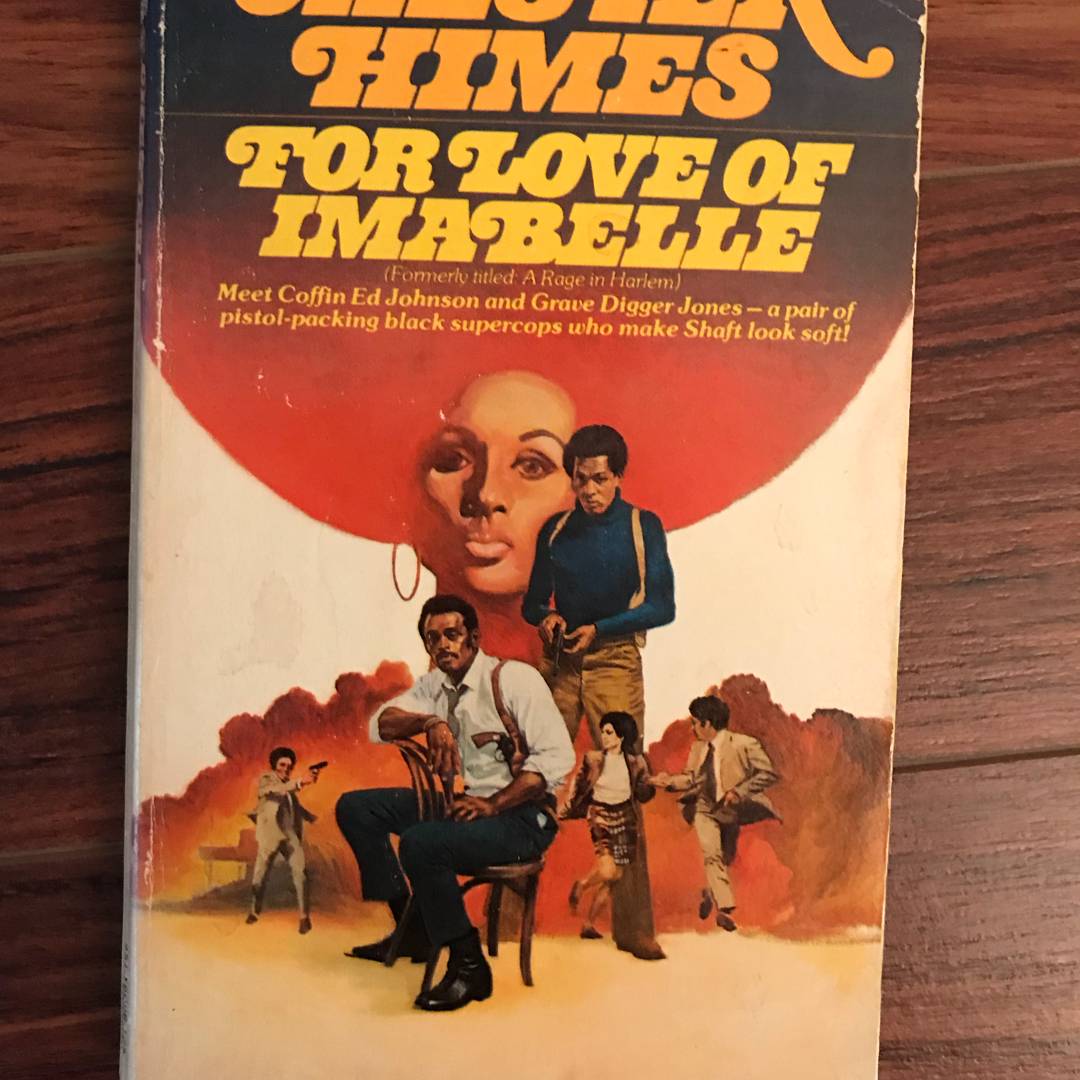 CHESTER
HIMES
FOR LOVE OF
IMABELLE
(Formerly titled: A Rage in Harlem)
Meet Coffin Ed Johnson and Grave Digger Jones — a pair of
pistol-packing black supercops who make Shaft look soft!